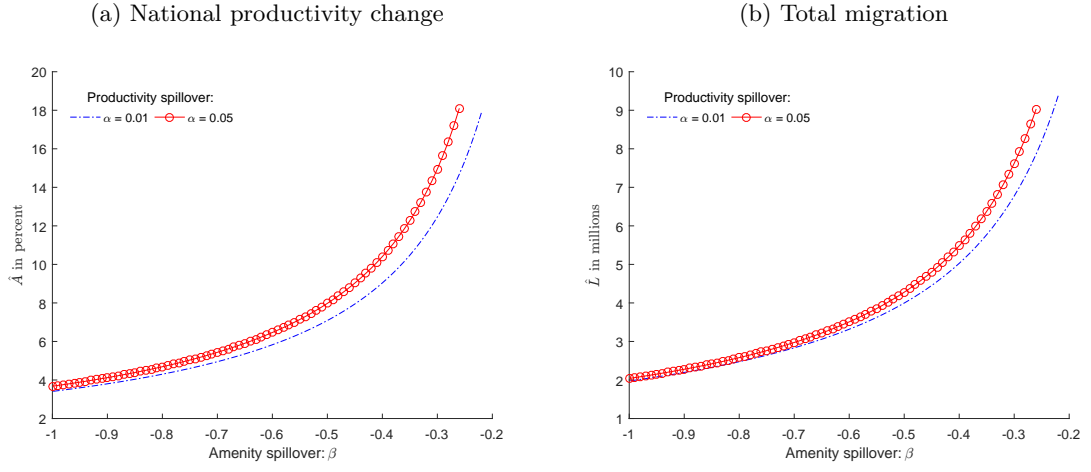 (a) National productivity change
20
18
16
14
12
10
8
6
4
2
Â in percent
Productivity spillover:
α = 0.01
α = 0.05
-1 -0.9 -0.8 -0.7 -0.6 -0.5 -0.4 -0.3 -0.2
Amenity spillover: β
(b) Total migration
10
9
8
7
6
5
4
3
2
1
L̂ in millions
Productivity spillover:
α = 0.01
α = 0.05
-1 -0.9 -0.8 -0.7 -0.6 -0.5 -0.4 -0.3 -0.2
Amenity spillover: β